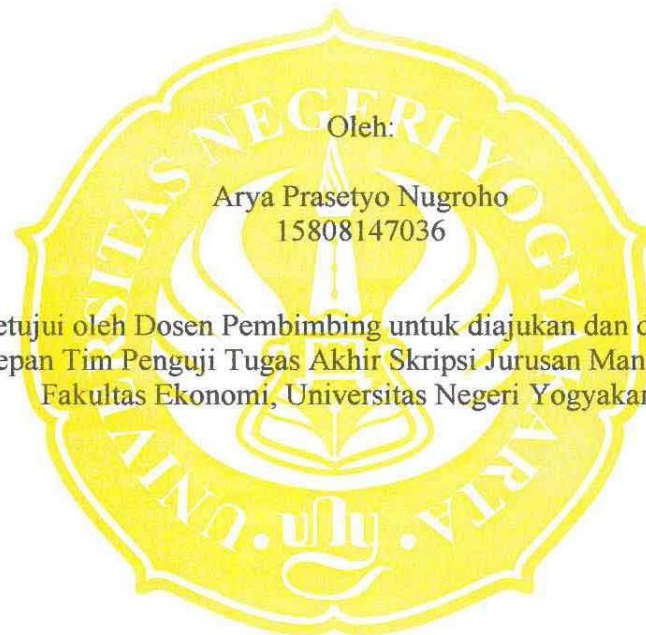 Oleh:
Arya Prasetyo Nugroho
15808147036
etujui oleh Dosen Pembimbing untuk diajukan dan d
epan Tim Penguji Tugas Akhir Skripsi Jurusan Man
Fakultas Ekonomi, Universitas Negeri Yogyakar
UNIVERSITAS NEGERI YOGYAKARTA
uny